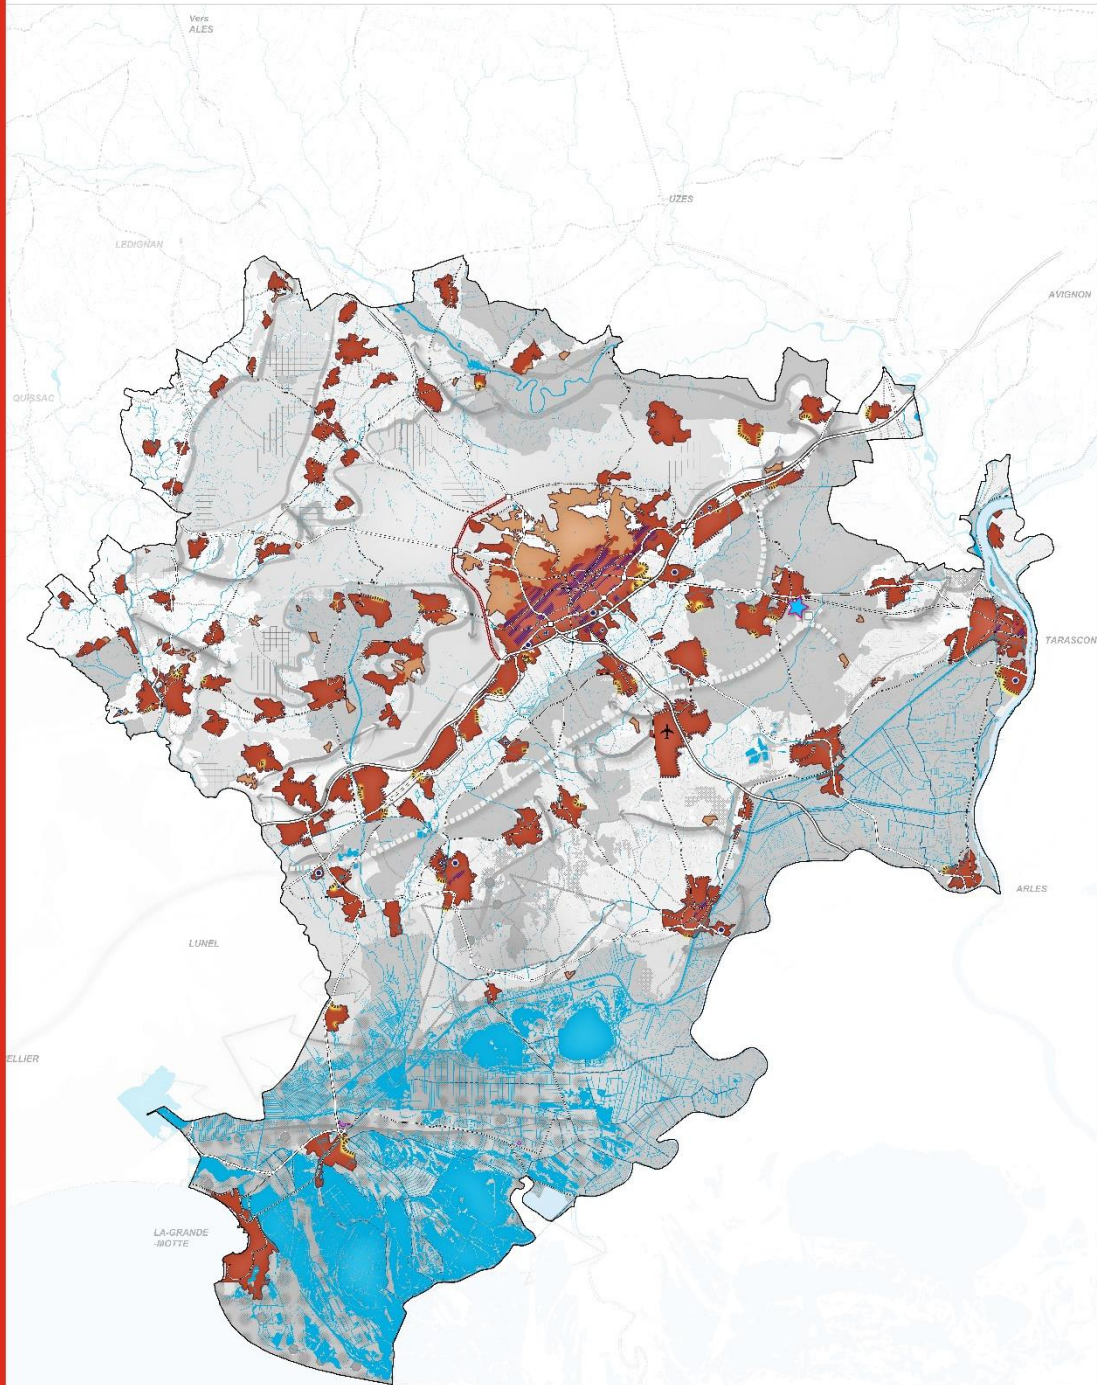 Vers
ALES
UZES
LEDIGNAN
AVIGNON
QUISSAC
TARASCON
ARLES
LUNEL
ELLIER
LA-GRANDE
-MOTTE